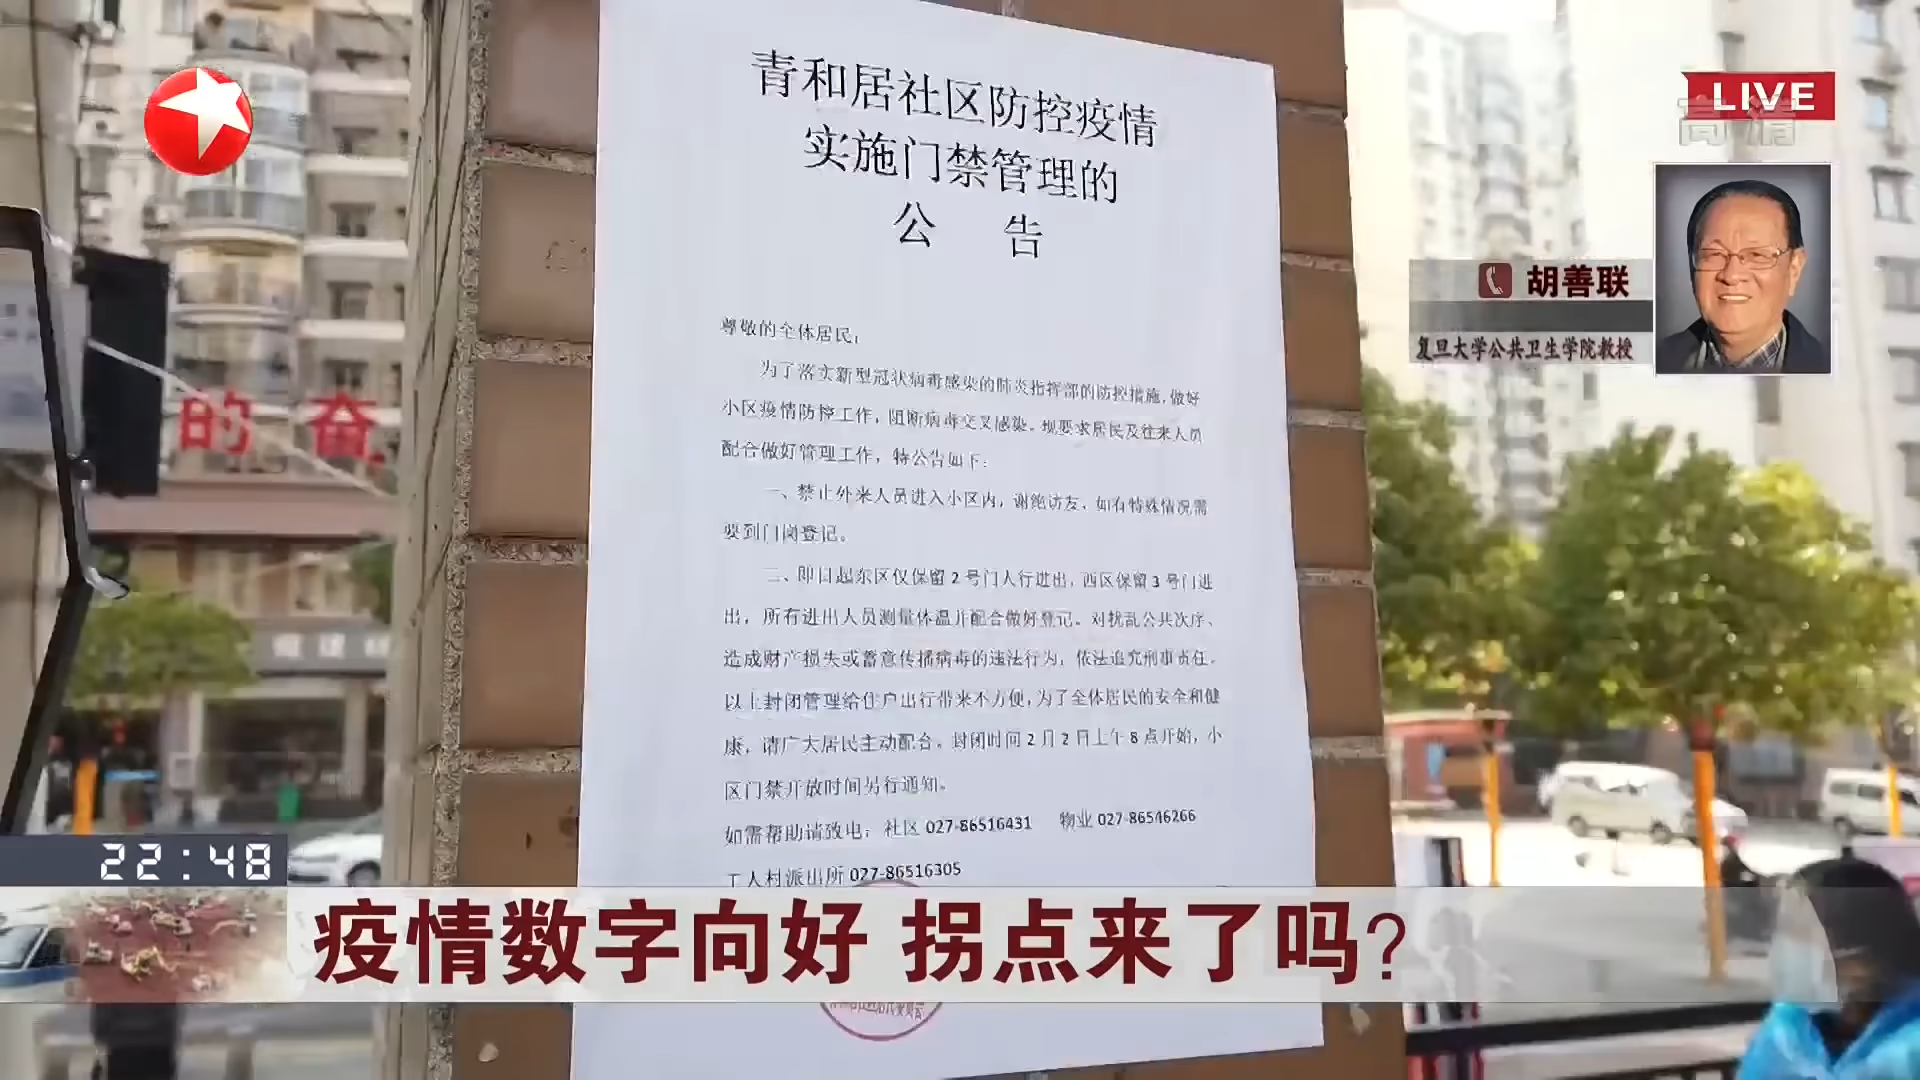 青和居社区防控疫情
实施门禁管理的
公 告
尊敬的全体居民：
为了落实新型冠状病毒感染的肺炎指挥部的防控措施，做好
小区疫情防控工作，阻断病毒交叉感染。现要求居民及往来人员
配合做好管理工作，特公告如下：
一、禁止外来人员进入小区内，谢绝访友，如有特殊情况需
要到门岗登记。
二、即日起东区仅保留2号门人行进出，西区保留3号门进
出，所有进出人员测量体温并配合做好登记。对扰乱公共次序、
造成财产损失或蓄意传播病毒的违法行为，依法追究刑事责任。
以上封闭管理给住户出行带来不方便，为了全体居民的安全和健
康，请广大居民主动配合。封闭时间2月2日上午8点开始，小
区门禁开放时间另行通知。
如需帮助请致电：社区027-86516431 物业027-86546266
工人村派出所027-86516305
的奋
LIVE
高清
胡善联
复旦大学公共卫生学院教授
22:48
疫情数字向好 拐点来了吗?